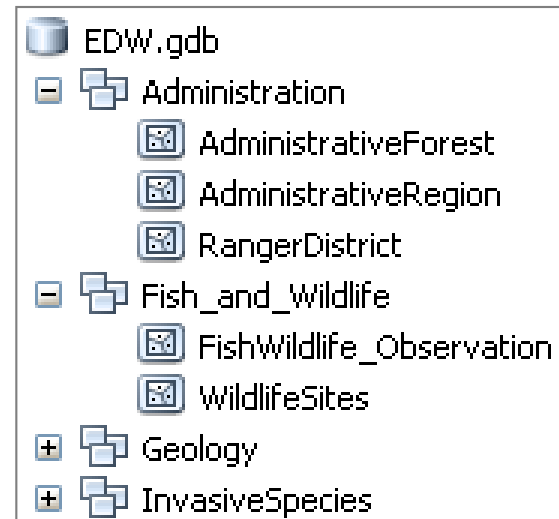 EDW.gdb
Administration
AdministrativeForest
AdministrativeRegion
RangerDistrict
Fish_and_Wildlife
FishWildlife_Observation
WildlifeSites
Geology
InvasiveSpecies